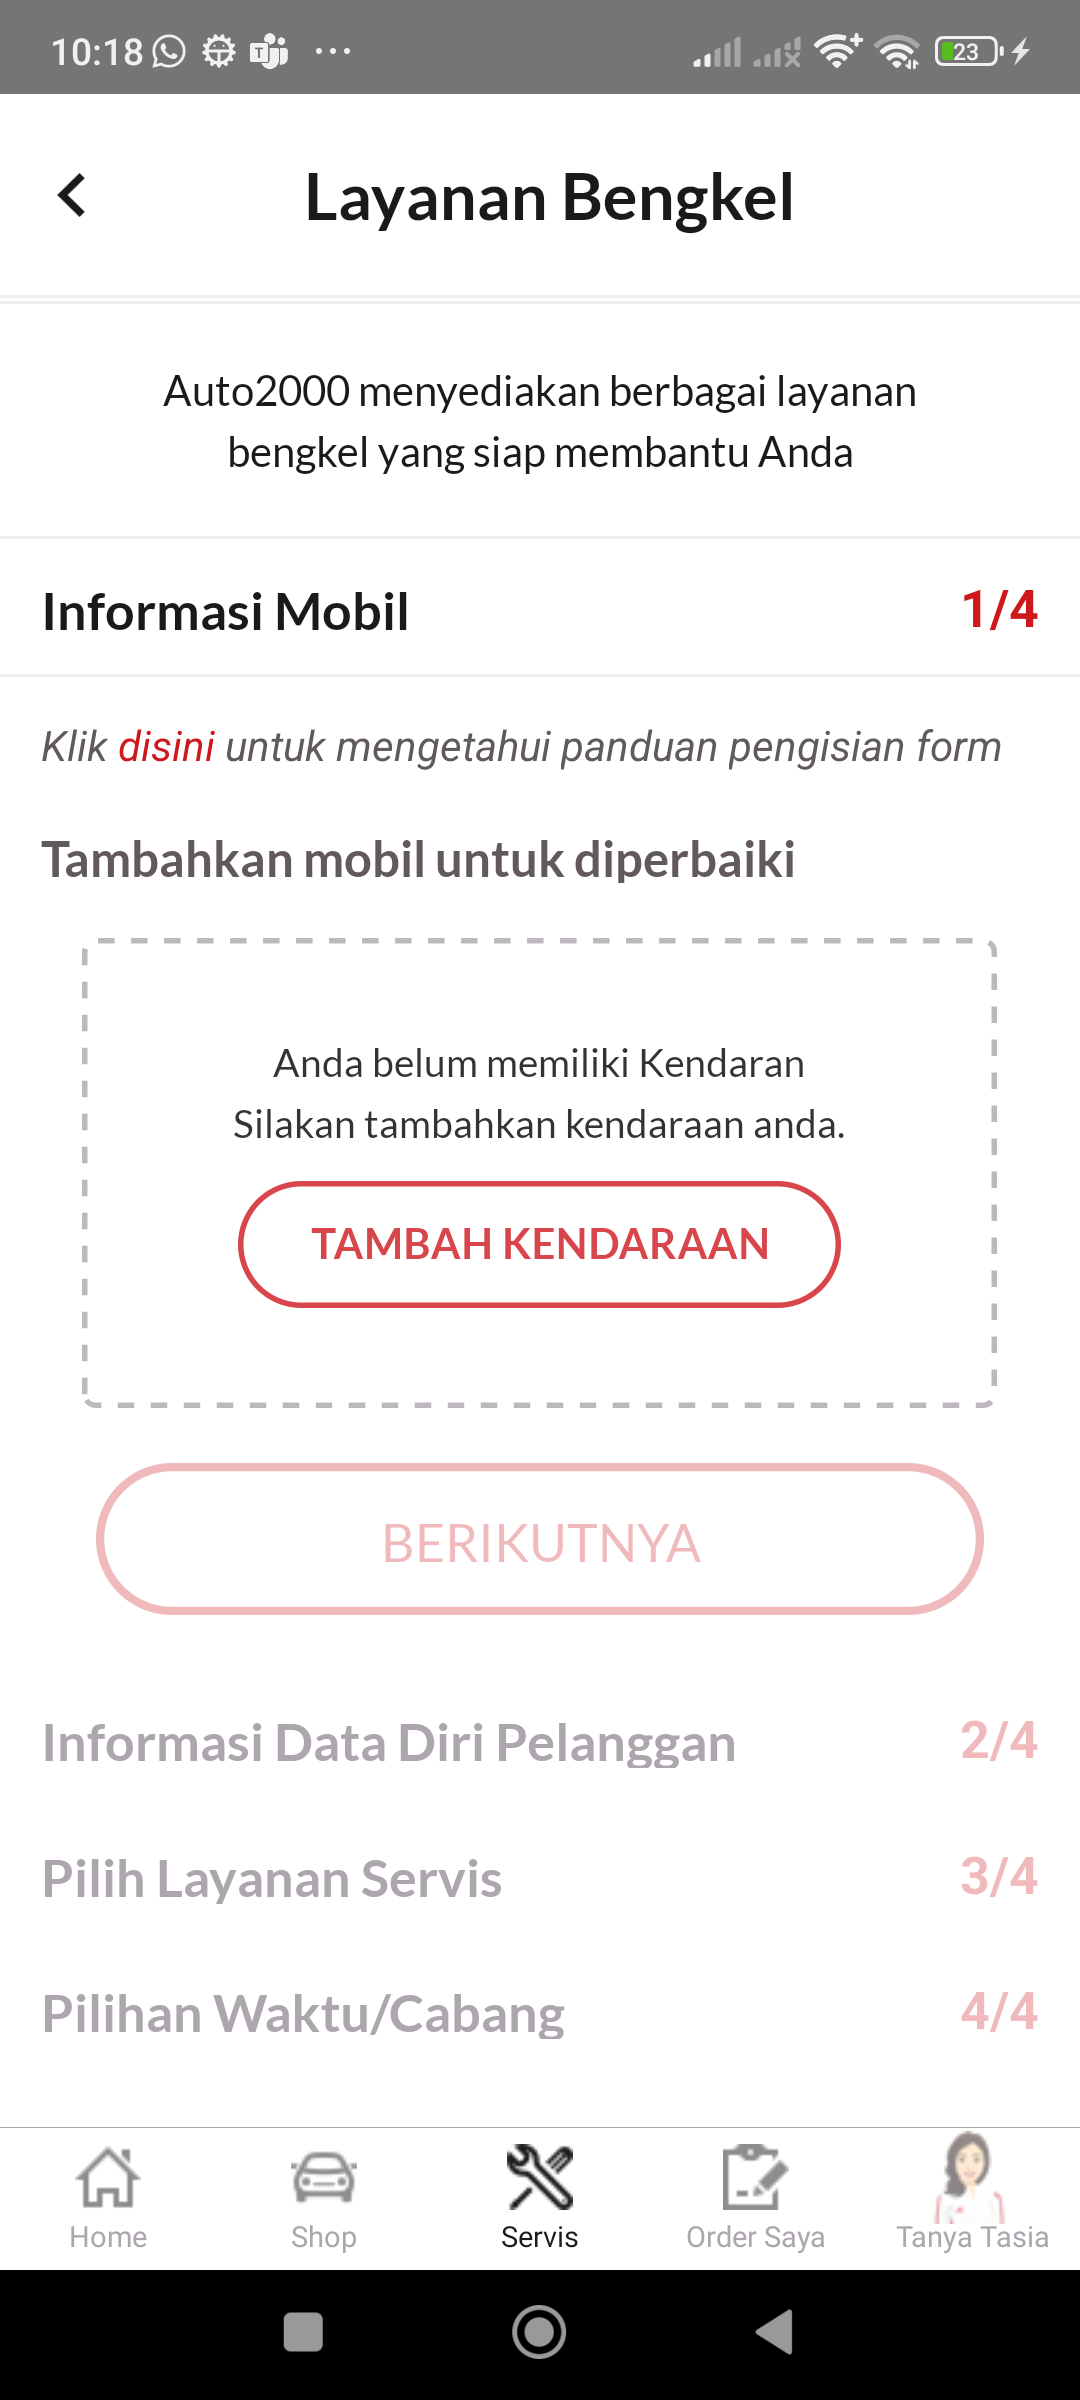 10:18
23
Layanan Bengkel
Auto2000 menyediakan berbagai layanan
bengkel yang siap membantu Anda
Informasi Mobil 1/4
Klik disini untuk mengetahui panduan pengisian form
Tambahkan mobil untuk diperbaiki
Anda belum memiliki Kendaran
Silakan tambahkan kendaraan anda.
TAMBAH KENDARAAN
BERIKUTNYA
Informasi Data Diri Pelanggan 2/4
Pilih Layanan Servis 3/4
Pilihan Waktu/Cabang 4/4
Home Shop Servis Order Saya Tanya Tasia